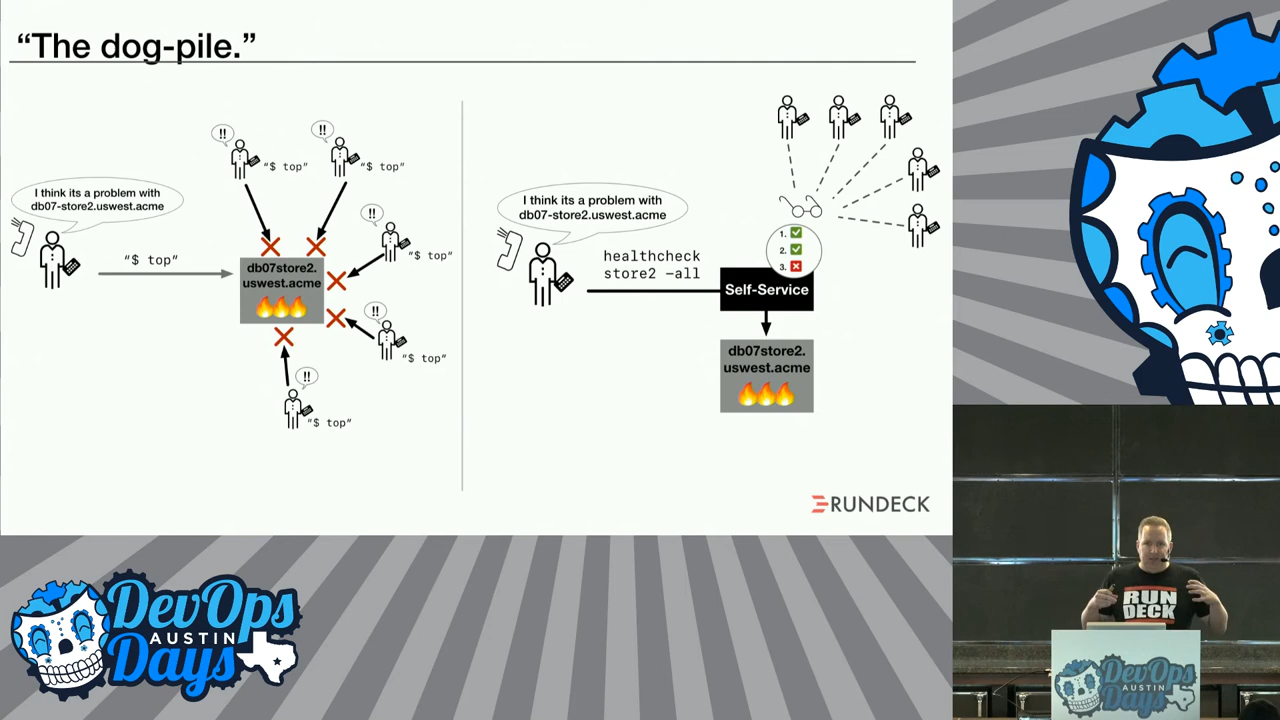 “The dog-pile.”
!!
“$ top”
!!
“$ top”
I think its a problem with
db07-store2.uswest.acme
“$ top”
!!
“$ top”
db07store2.
uswest.acme
!!
“$ top”
!!
“$ top”
I think its a problem with
db07-store2.uswest.acme
healthcheck
store2 –all
1.
2.
3.
Self-Service
db07store2.
uswest.acme
RUNDECK
DevOps
AUSTIN
Days
RUN
DECK
DevOps
AUSTIN
Days